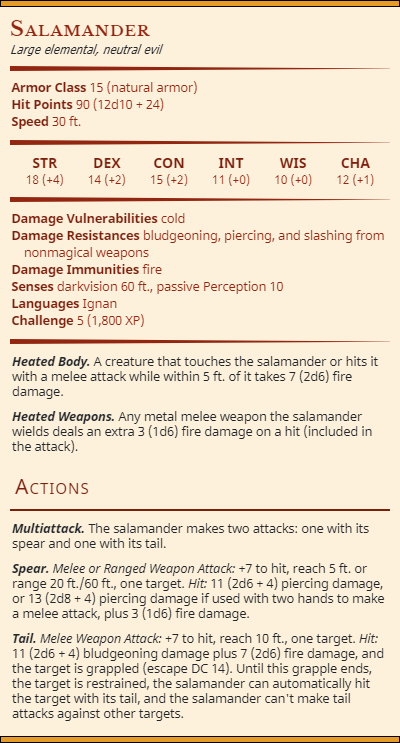 Salamander
Large elemental, neutral evil
Armor Class 15 (natural armor)
Hit Points 90 (12d10 + 24)
Speed 30 ft.
STR DEX CON INT WIS CHA
18 (+4) 14 (+2) 15 (+2) 11 (+0) 10 (+0) 12 (+1)
Damage Vulnerabilities cold
Damage Resistances bludgeoning, piercing, and slashing from
nonmagical weapons
Damage Immunities fire
Senses darkvision 60 ft., passive Perception 10
Languages Ignan
Challenge 5 (1,800 XP)
Heated Body. A creature that touches the salamander or hits it
with a melee attack while within 5 ft. of it takes 7 (2d6) fire
damage.
Heated Weapons. Any metal melee weapon the salamander
wields deals an extra 3 (1d6) fire damage on a hit (included in
the attack).
Actions
Multiattack. The salamander makes two attacks: one with its
spear and one with its tail.
Spear. Melee or Ranged Weapon Attack: +7 to hit, reach 5 ft. or
range 20 ft./60 ft., one target. Hit: 11 (2d6 + 4) piercing damage,
or 13 (2d8 + 4) piercing damage if used with two hands to make
a melee attack, plus 3 (1d6) fire damage.
Tail. Melee Weapon Attack: +7 to hit, reach 10 ft., one target. Hit:
11 (2d6 + 4) bludgeoning damage plus 7 (2d6) fire damage, and
the target is grappled (escape DC 14). Until this grapple ends,
the target is restrained, the salamander can automatically hit
the target with its tail, and the salamander can't make tail
attacks against other targets.